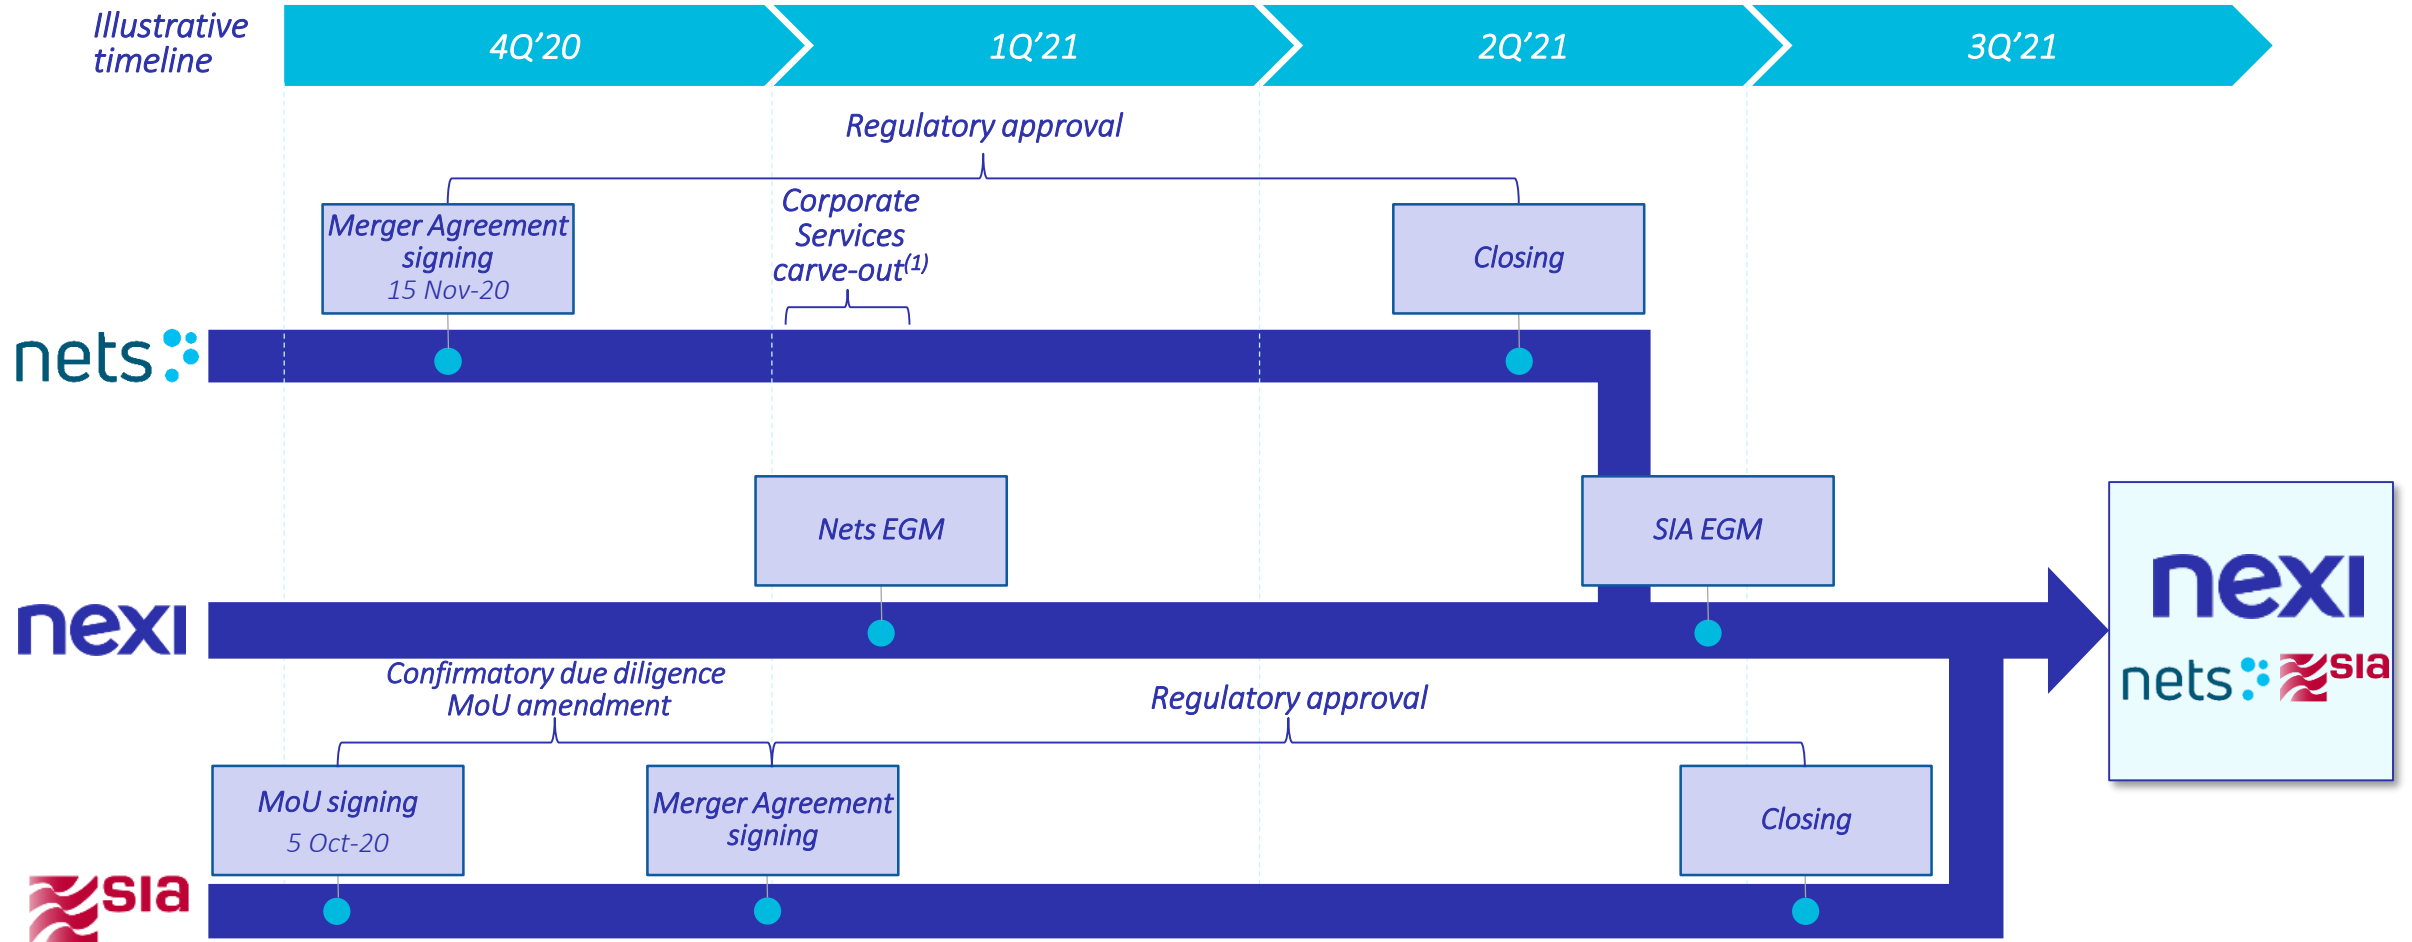 Illustrative
timeline
4Q’20
1Q’21
2Q’21
3Q’21
Regulatory approval
Corporate
Services
carve-out(1)
Merger Agreement
signing
15 Nov-20
Closing
nets
Nets EGM
SIA EGM
nexi
nexi
nets
SIA
Confirmatory due diligence
MoU amendment
Regulatory approval
MoU signing
5 Oct-20
Merger Agreement
signing
Closing
SIA